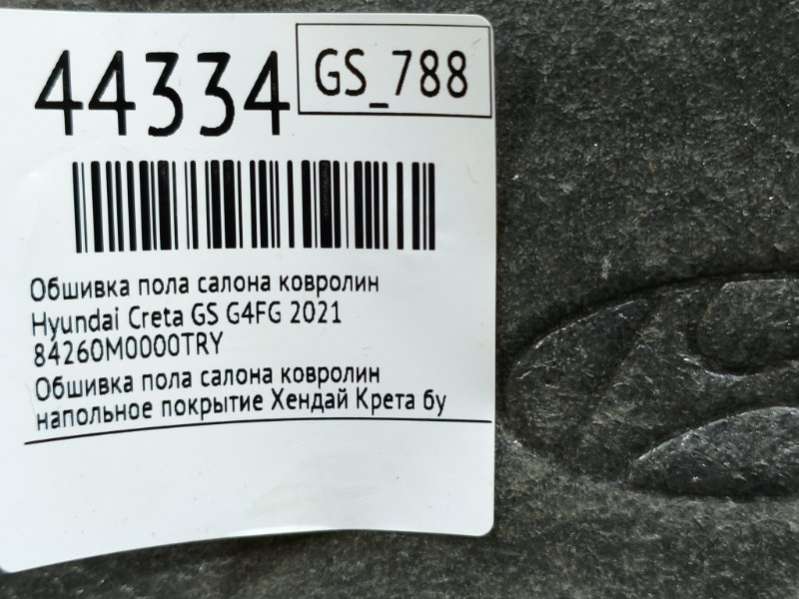 44334
GS_788
Обшивка пола салона ковролин
Hyundai Creta GS G4FG 2021
84260M0000TRY
Обшивка пола салона ковролин
напольное покрытие Хендай Крета бу